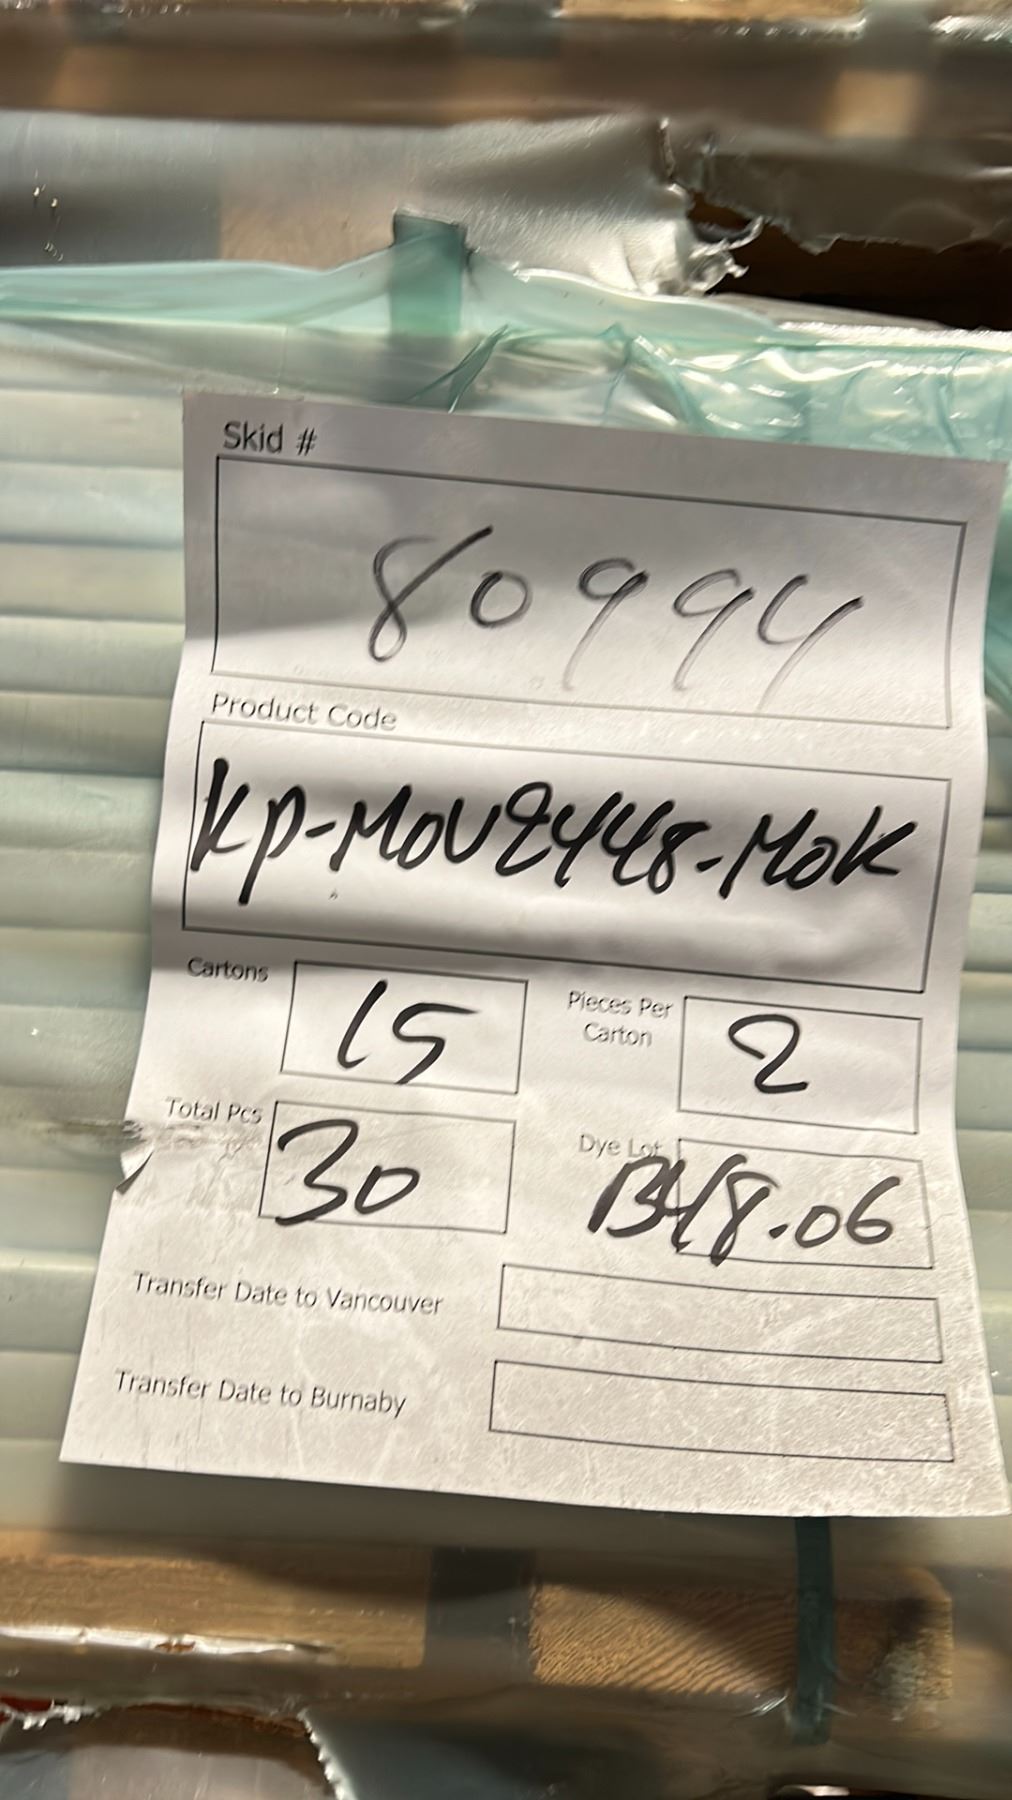 Skid #
80994
Product Code
KP-MOV2448-MOK
Cartons 15 Pieces Per Carton 2
Total Pcs 30 Dye Lot B48.06
Transfer Date to Vancouver
Transfer Date to Burnaby